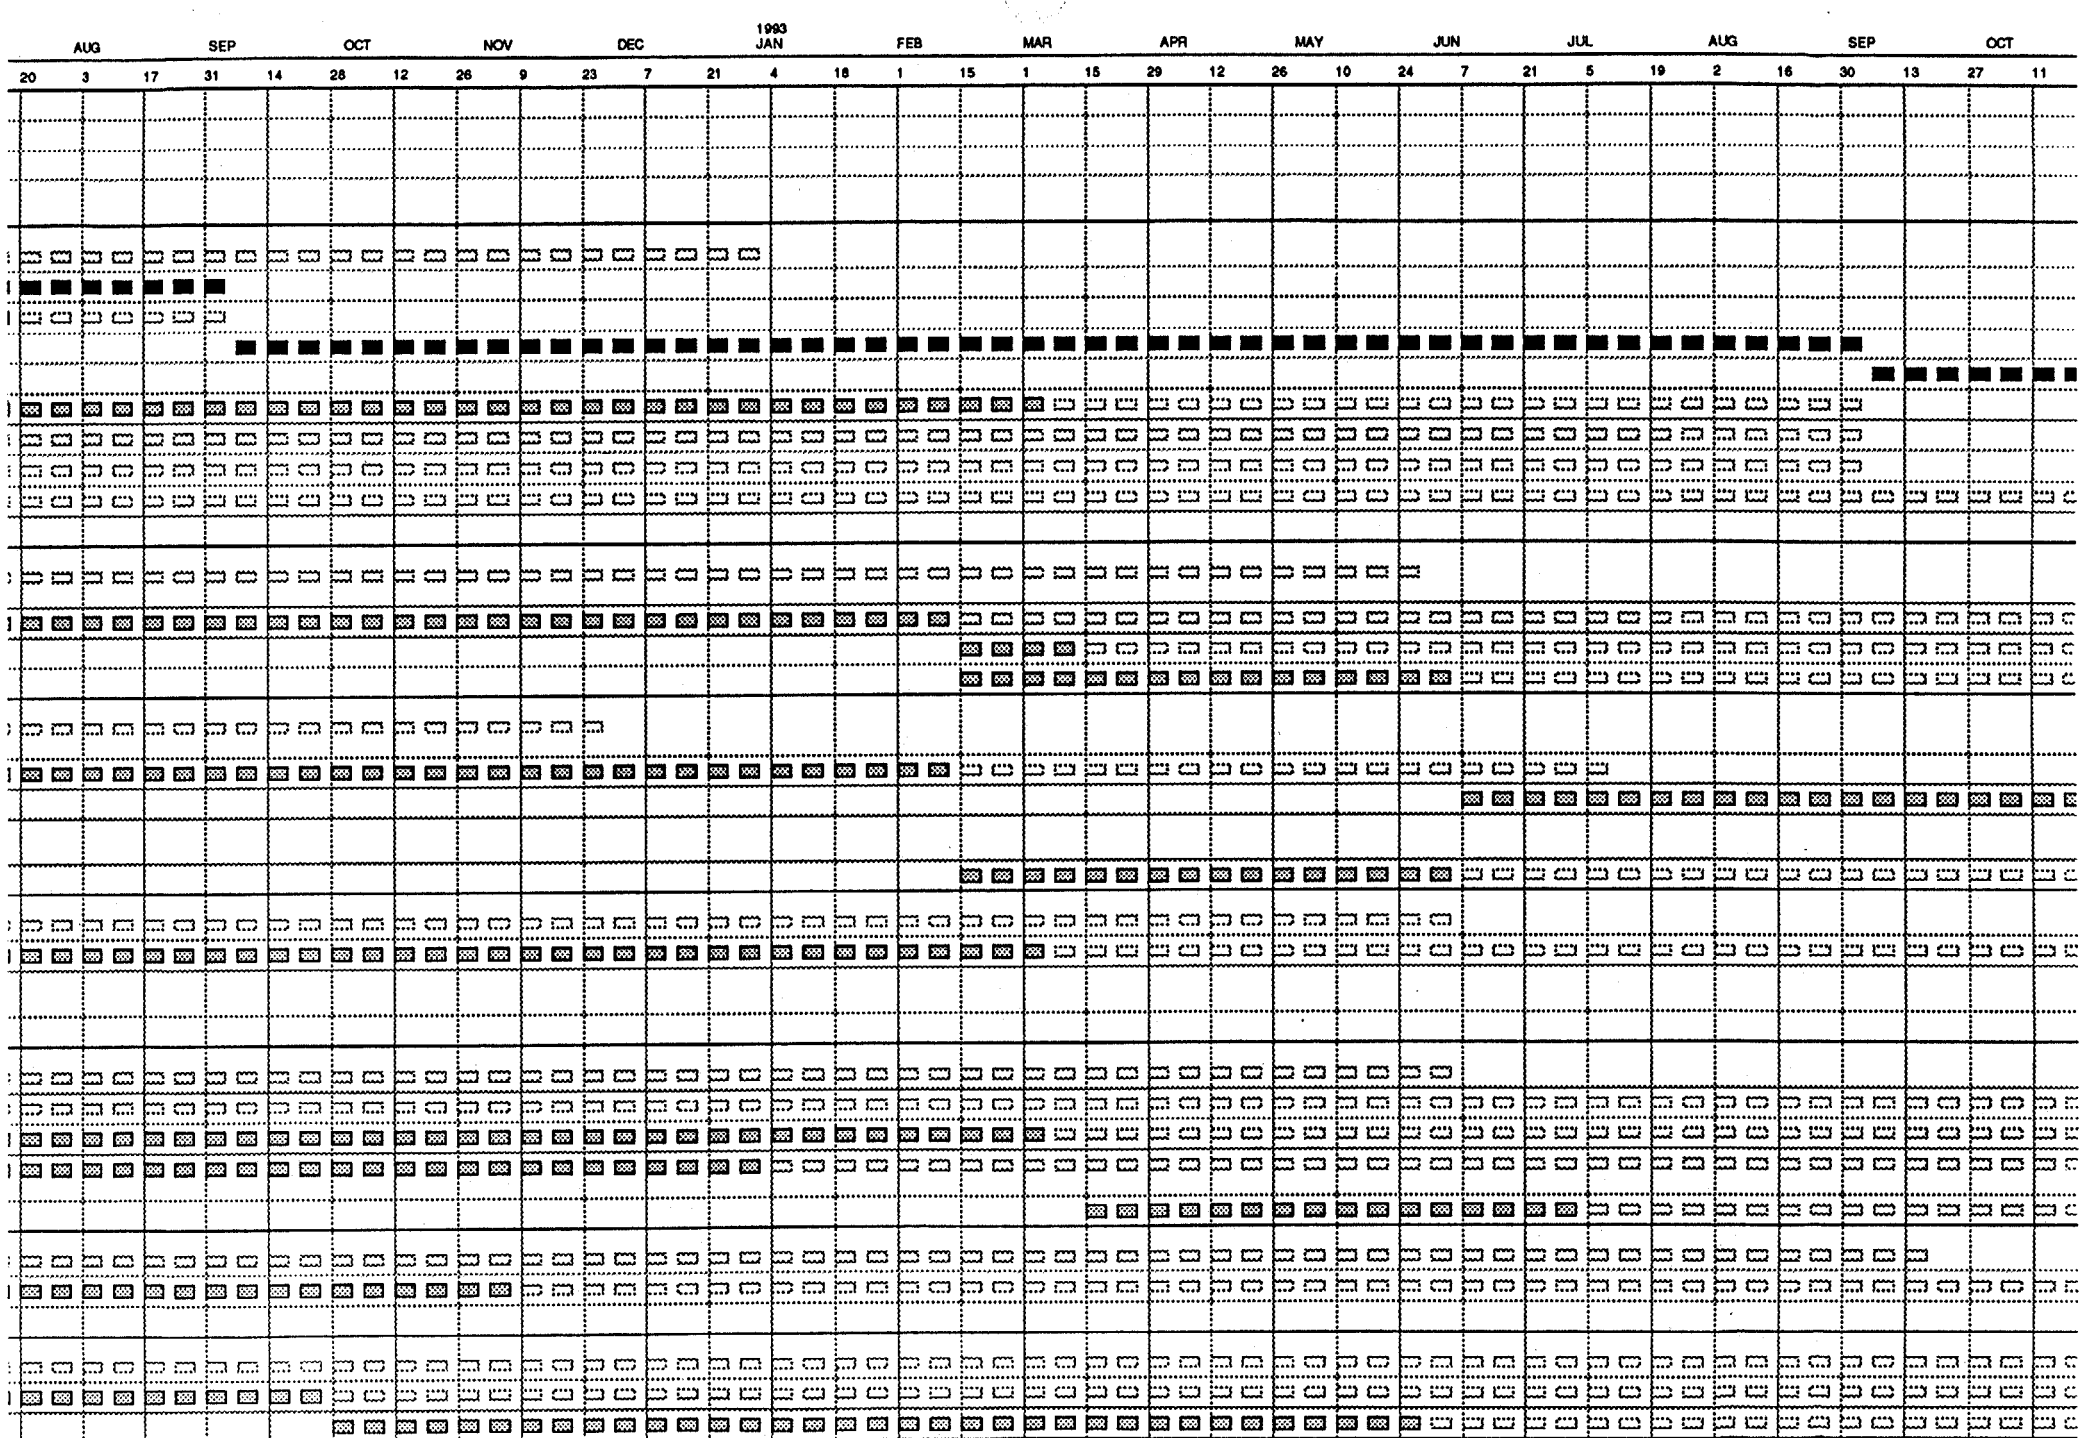 1993
AUG SEP OCT NOV DEC JAN FEB MAR APR MAY JUN JUL AUG SEP OCT
20 3 17 31 14 28 12 26 9 23 7 21 4 18 1 15 1 15 29 12 26 10 24 7 21 5 19 2 16 30 13 27 11